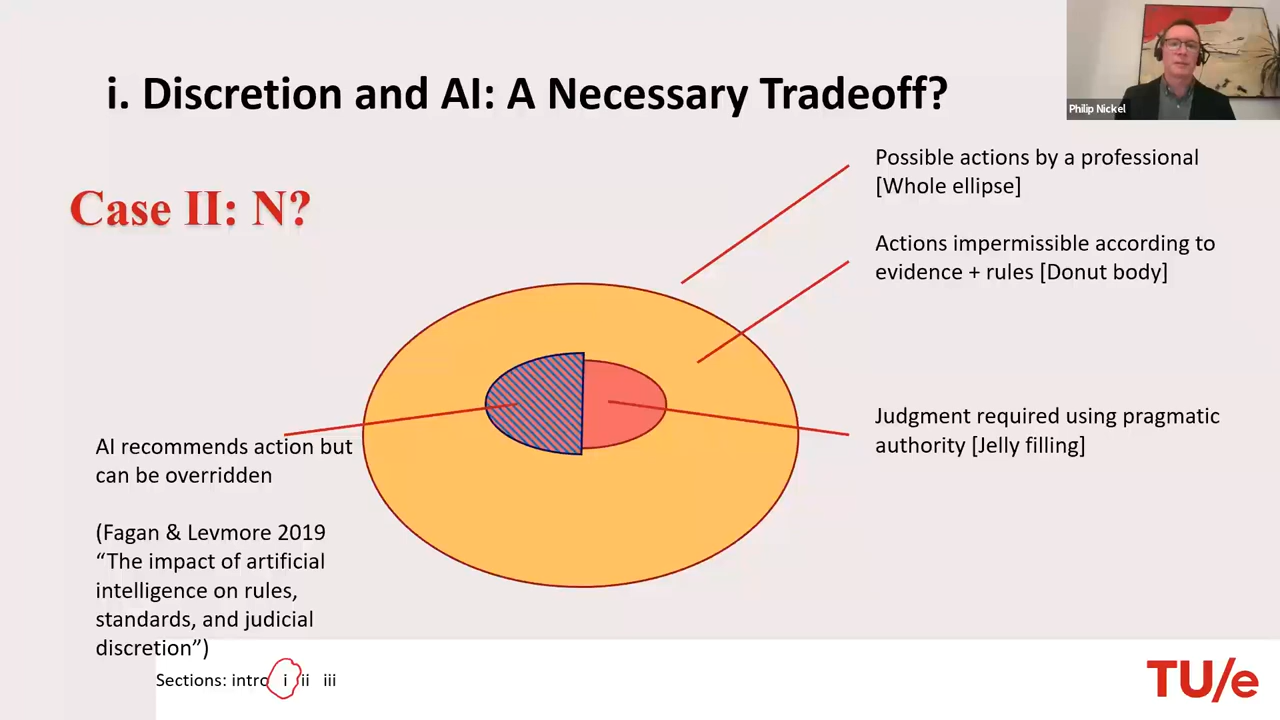 i. Discretion and AI: A Necessary Tradeoff?
Philip Nickel
Case II: N?
Possible actions by a professional
[Whole ellipse]
Actions impermissible according to
evidence + rules [Donut body]
Judgment required using pragmatic
authority [Jelly filling]
AI recommends action but
can be overridden
(Fagan & Levmore 2019
“The impact of artificial
intelligence on rules,
standards, and judicial
discretion”)
Sections: intro i ii iii
TU/e